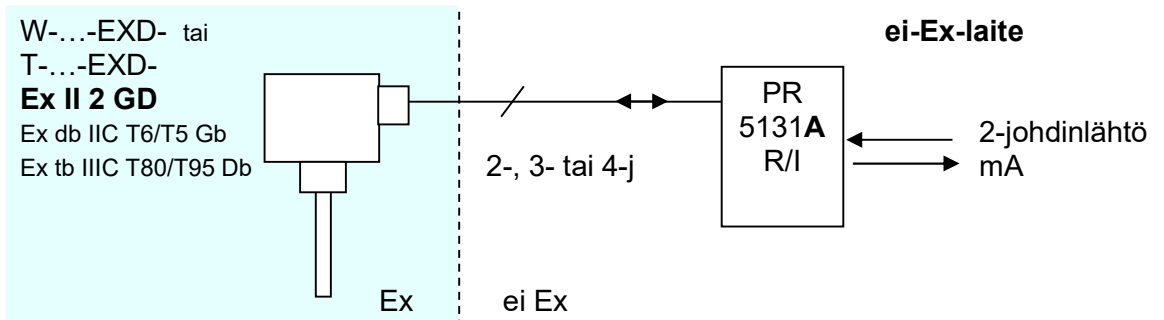 W-…-EXD- tai
T-…-EXD-
Ex II 2 GD
Ex db IIC T6/T5 Gb
Ex tb IIIC T80/T95 Db
Ex
ei Ex
2-, 3- tai 4-j
ei-Ex-laite
PR
5131A
R/I
2-johdinlähtö
mA